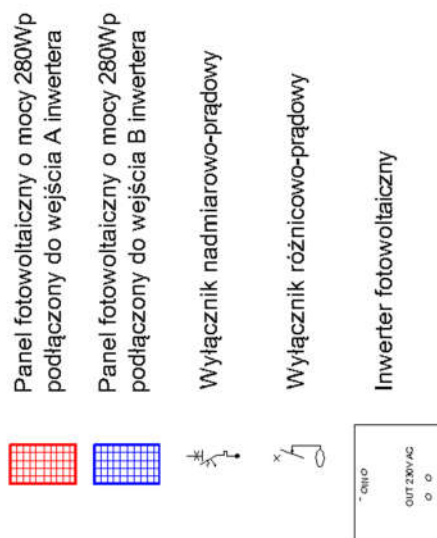 Panel fotowoltaiczny o mocy 280Wp
podłączony do wejścia A inwertera
Panel fotowoltaiczny o mocy 280Wp
podłączony do wejścia B inwertera
Wyłącznik nadmiarowo-prądowy
Wyłącznik różnicowo-prądowy
Inwerter fotowoltaiczny
OUT 230V AC